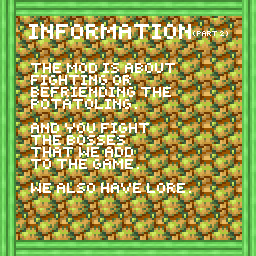 INFORMATION (PART 2)
THE MOD IS ABOUT
FIGHTING OR
BEFRIENDING THE
POTATOLING.
AND YOU FIGHT
THE BOSSES
THAT WE ADD
TO THE GAME.
WE ALSO HAVE LORE.